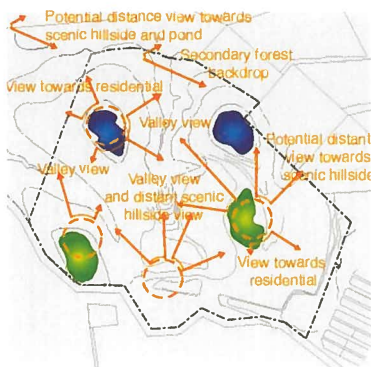 Potential distance view towards
scenic hillside and pond
Secondary forest
backdrop
View towards residential
Valley view
Potential distant
view towards
scenic hillside
Valley view
Valley view
and distant scenic
hillside view
View towards
residential